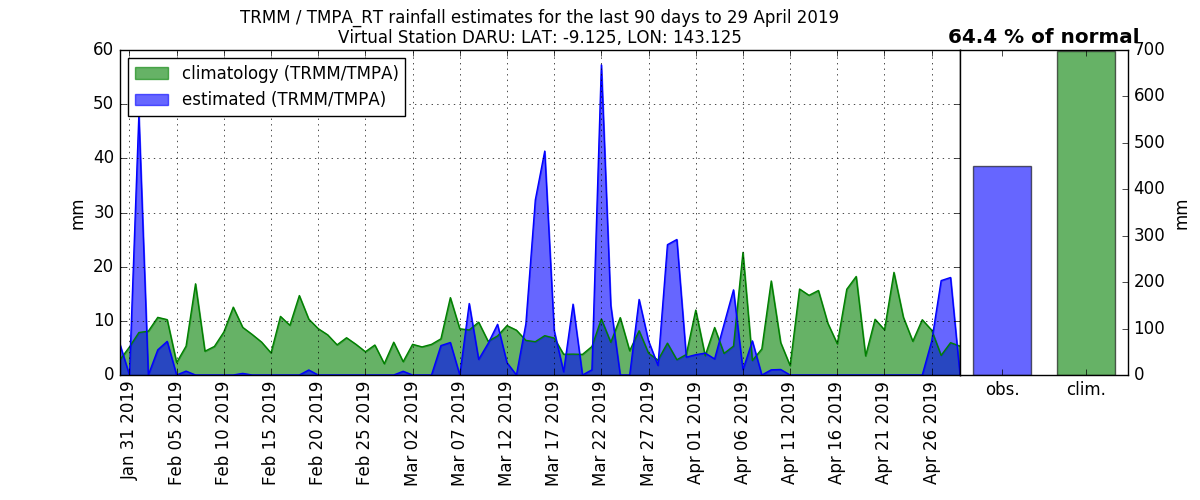 TRMM / TMPA_RT rainfall estimates for the last 90 days to 29 April 2019
Virtual Station DARU: LAT: -9.125, LON: 143.125
64.4 % of normal
climatology (TRMM/TMPA)
estimated (TRMM/TMPA)
60
50
40
30
20
10
0
mm
Jan 31 2019
Feb 05 2019
Feb 10 2019
Feb 15 2019
Feb 20 2019
Feb 25 2019
Mar 02 2019
Mar 07 2019
Mar 12 2019
Mar 17 2019
Mar 22 2019
Mar 27 2019
Apr 01 2019
Apr 06 2019
Apr 11 2019
Apr 16 2019
Apr 21 2019
Apr 26 2019
obs.
clim.
700
600
500
400
300
200
100
0
mm